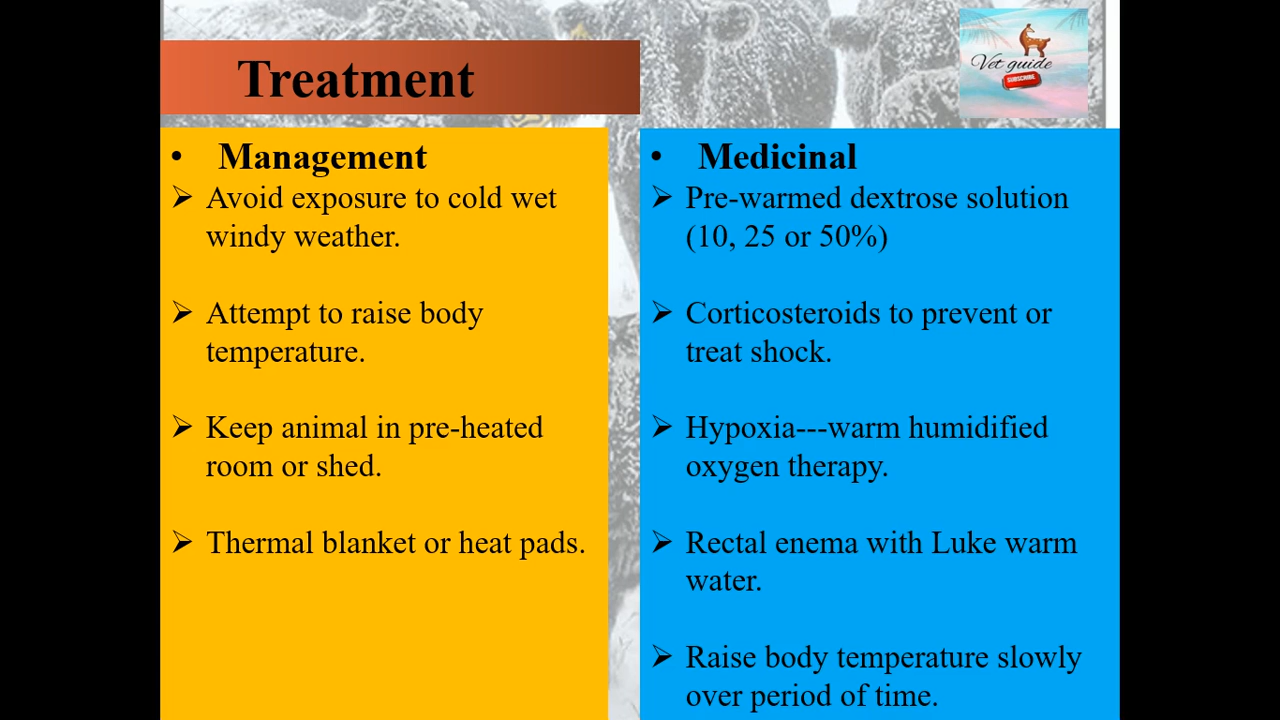 Treatment
Vet guide
SUBSCRIBE
• Management
➢ Avoid exposure to cold wet
windy weather.
➢ Attempt to raise body
temperature.
➢ Keep animal in pre-heated
room or shed.
➢ Thermal blanket or heat pads.
• Medicinal
➢ Pre-warmed dextrose solution
(10, 25 or 50%)
➢ Corticosteroids to prevent or
treat shock.
➢ Hypoxia---warm humidified
oxygen therapy.
➢ Rectal enema with Luke warm
water.
➢ Raise body temperature slowly
over period of time.